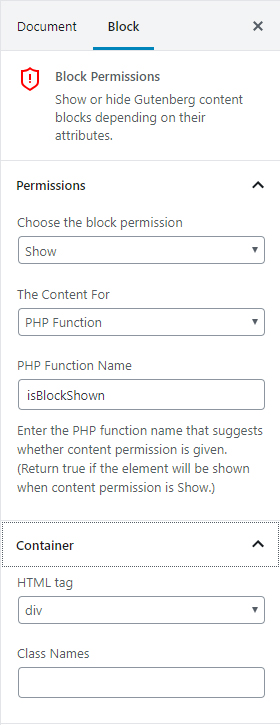 Document Block ×
Block Permissions
Show or hide Gutenberg content
blocks depending on their
attributes.
Permissions
Choose the block permission
Show
The Content For
PHP Function
PHP Function Name
isBlockShown
Enter the PHP function name that suggests
whether content permission is given.
(Return true if the element will be shown
when content permission is Show.)
Container
HTML tag
div
Class Names